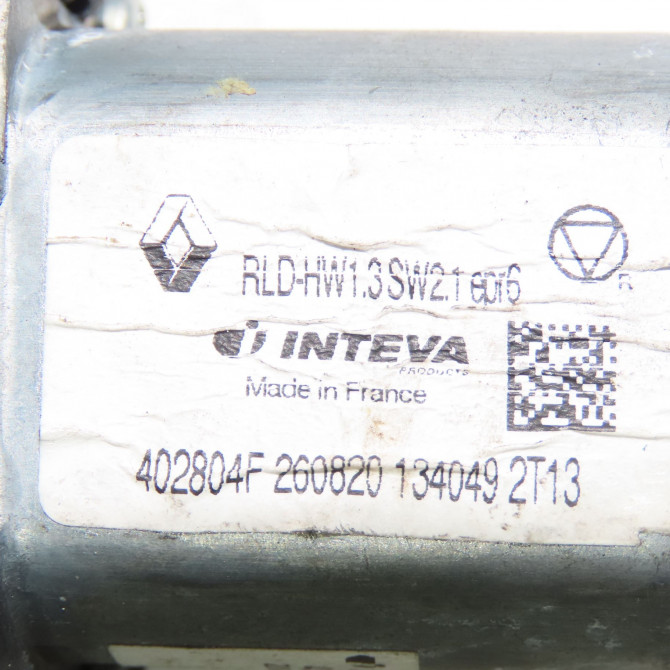 RLD-HW1.3 SW2.1 epr6
R
INTEVA
PRODUCTS
Made in France
402804F 260820 134049 2T13